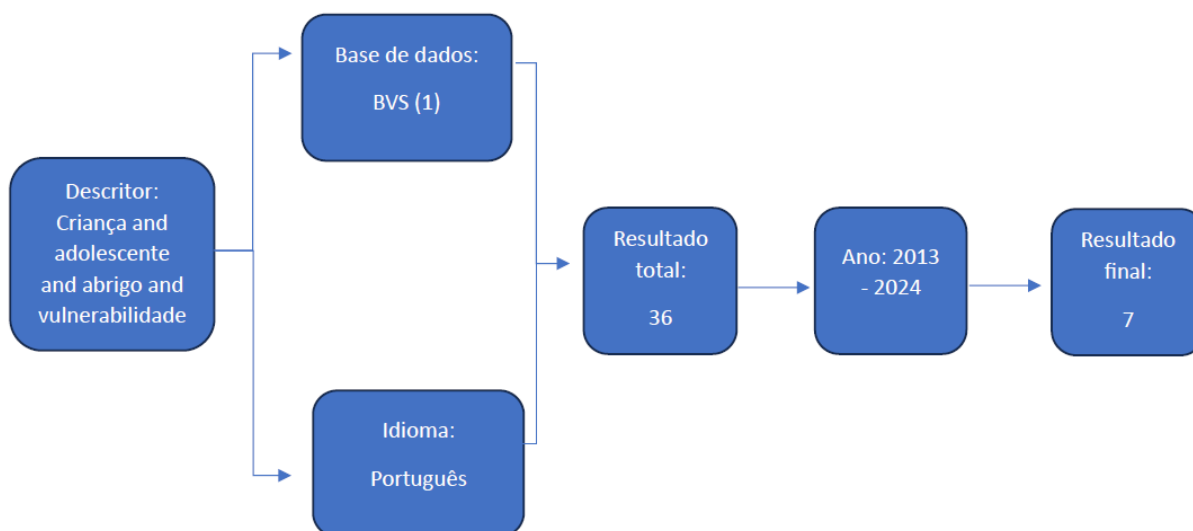 Descritor:
Criança and
adolescente
and abrigo and
vulnerabilidade
Base de dados:
BVS (1)
Idioma:
Português
Resultado
total:
36
Ano: 2013
- 2024
Resultado
final:
7